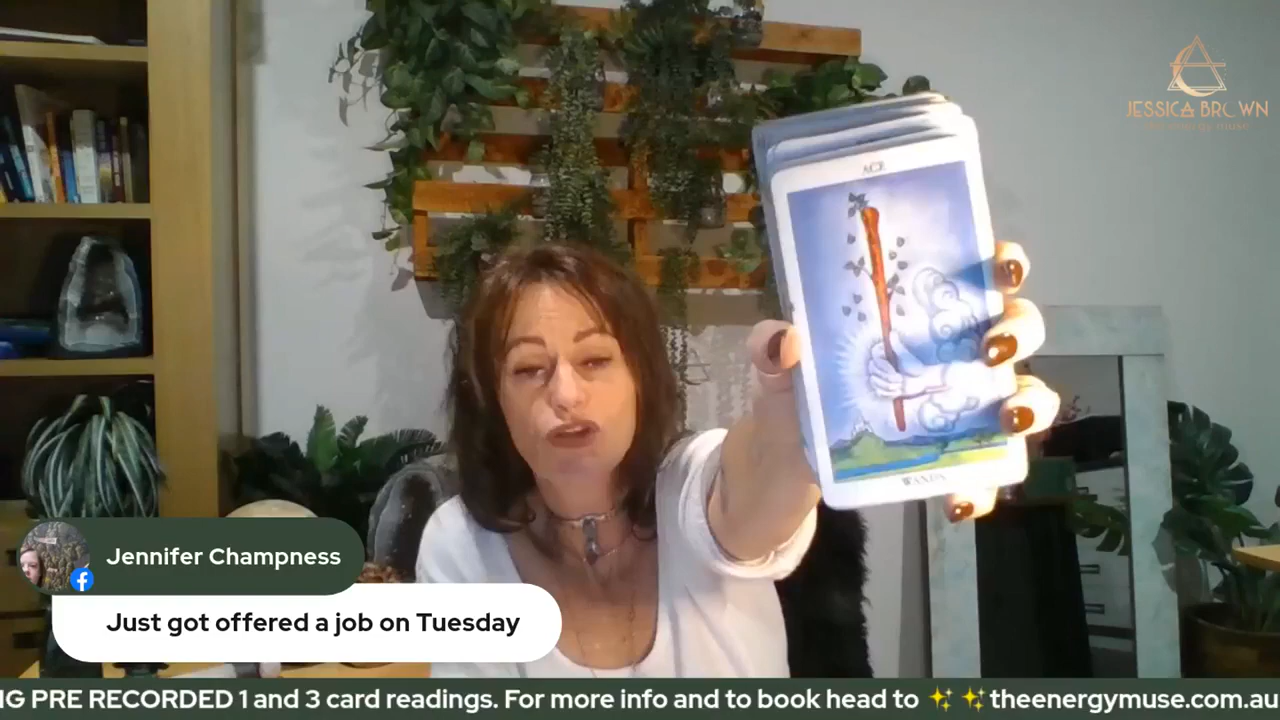 JESSICA BROWN
ACE
WANDS
Jennifer Champness
Just got offered a job on Tuesday
G PRE RECORDED 1 and 3 card readings. For more info and to book head to ✨ ✨ theenergymuse.com.au